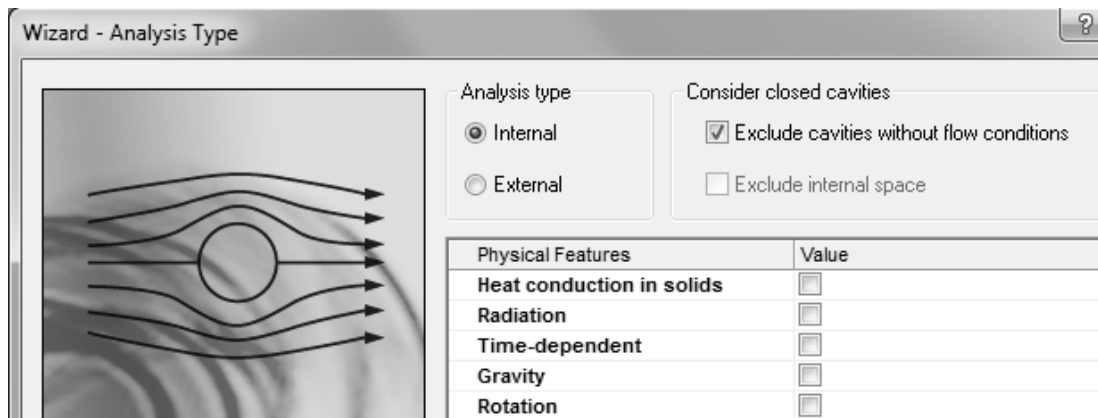 Wizard - Analysis Type
?
Analysis type
Internal
External
Consider closed cavities
Exclude cavities without flow conditions
Exclude internal space
Physical Features Value
Heat conduction in solids
Radiation
Time-dependent
Gravity
Rotation